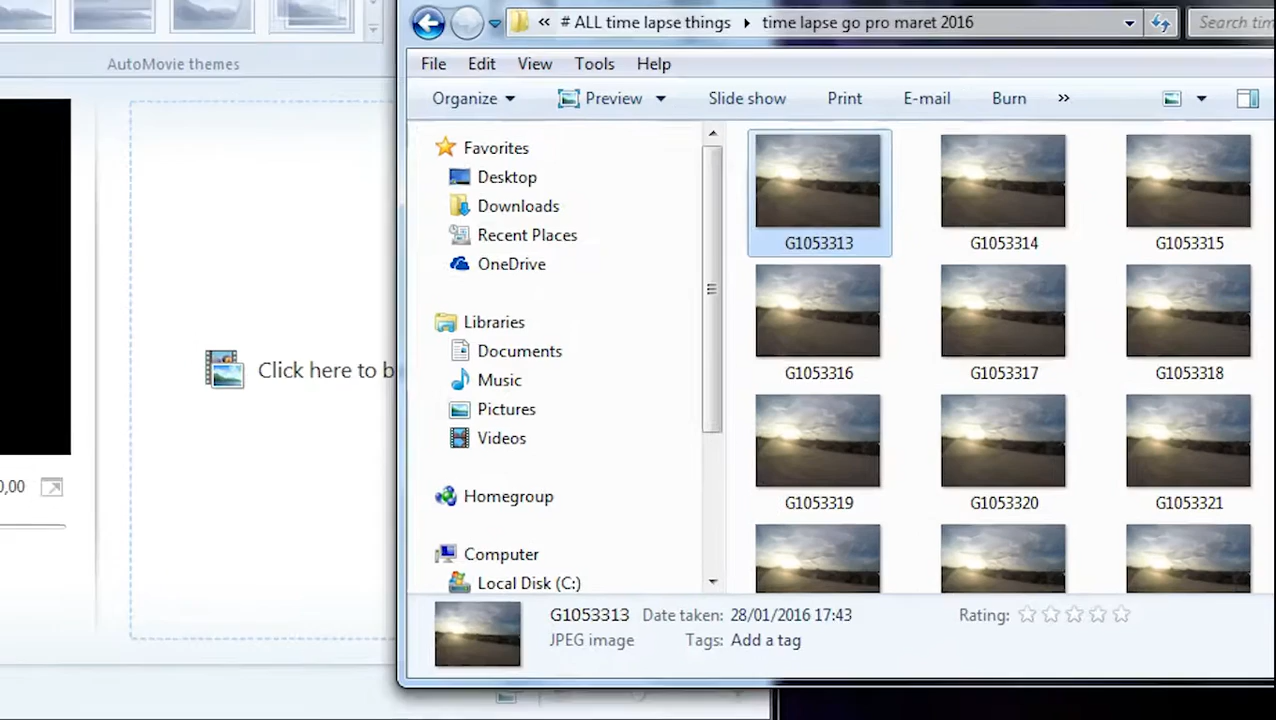 AutoMovie themes
Click here to b
0,00
« # ALL time lapse things ▸ time lapse go pro maret 2016
Search tim
File Edit View Tools Help
Organize Preview Slide show Print E-mail Burn »
Favorites
Desktop
Downloads
Recent Places
OneDrive
Libraries
Documents
Music
Pictures
Videos
Homegroup
Computer
Local Disk (C:)
G1053313 G1053314 G1053315
G1053316 G1053317 G1053318
G1053319 G1053320 G1053321
G1053313 Date taken: 28/01/2016 17:43 Rating:
JPEG image Tags: Add a tag